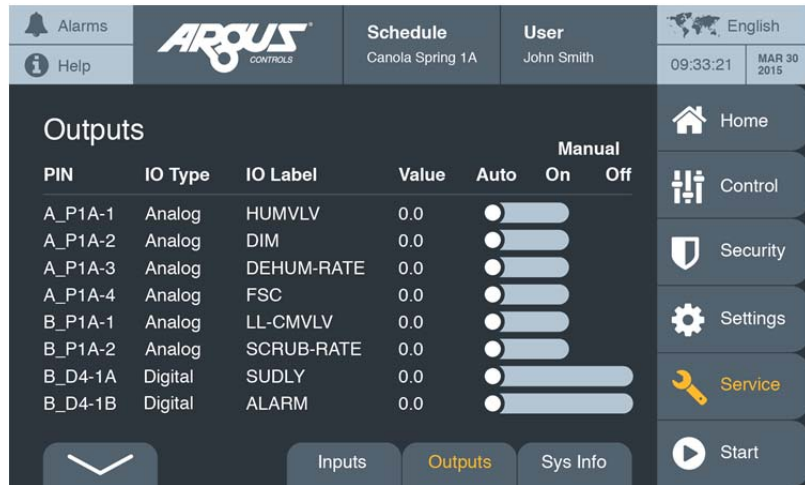 Alarms
Help
ARGUS
CONTROLS
Schedule
Canola Spring 1A
User
John Smith
English
09:33:21
MAR 30
2015
Outputs
Manual
PIN IO Type IO Label Value Auto On Off
A_P1A-1 Analog HUMVLV 0.0
A_P1A-2 Analog DIM 0.0
A_P1A-3 Analog DEHUM-RATE 0.0
A_P1A-4 Analog FSC 0.0
B_P1A-1 Analog LL-CMVLV 0.0
B_P1A-2 Analog SCRUB-RATE 0.0
B_D4-1A Digital SUDLY 0.0
B_D4-1B Digital ALARM 0.0
Inputs
Outputs
Sys Info
Home
Control
Security
Settings
Service
Start